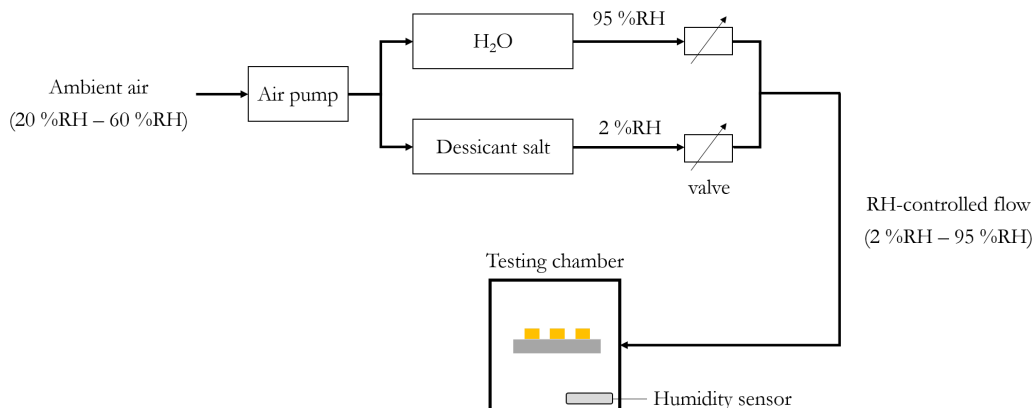 95 %RH
H₂O
Ambient air
(20 %RH – 60 %RH)
Air pump
2 %RH
Dessicant salt
valve
RH-controlled flow
(2 %RH – 95 %RH)
Testing chamber
Humidity sensor